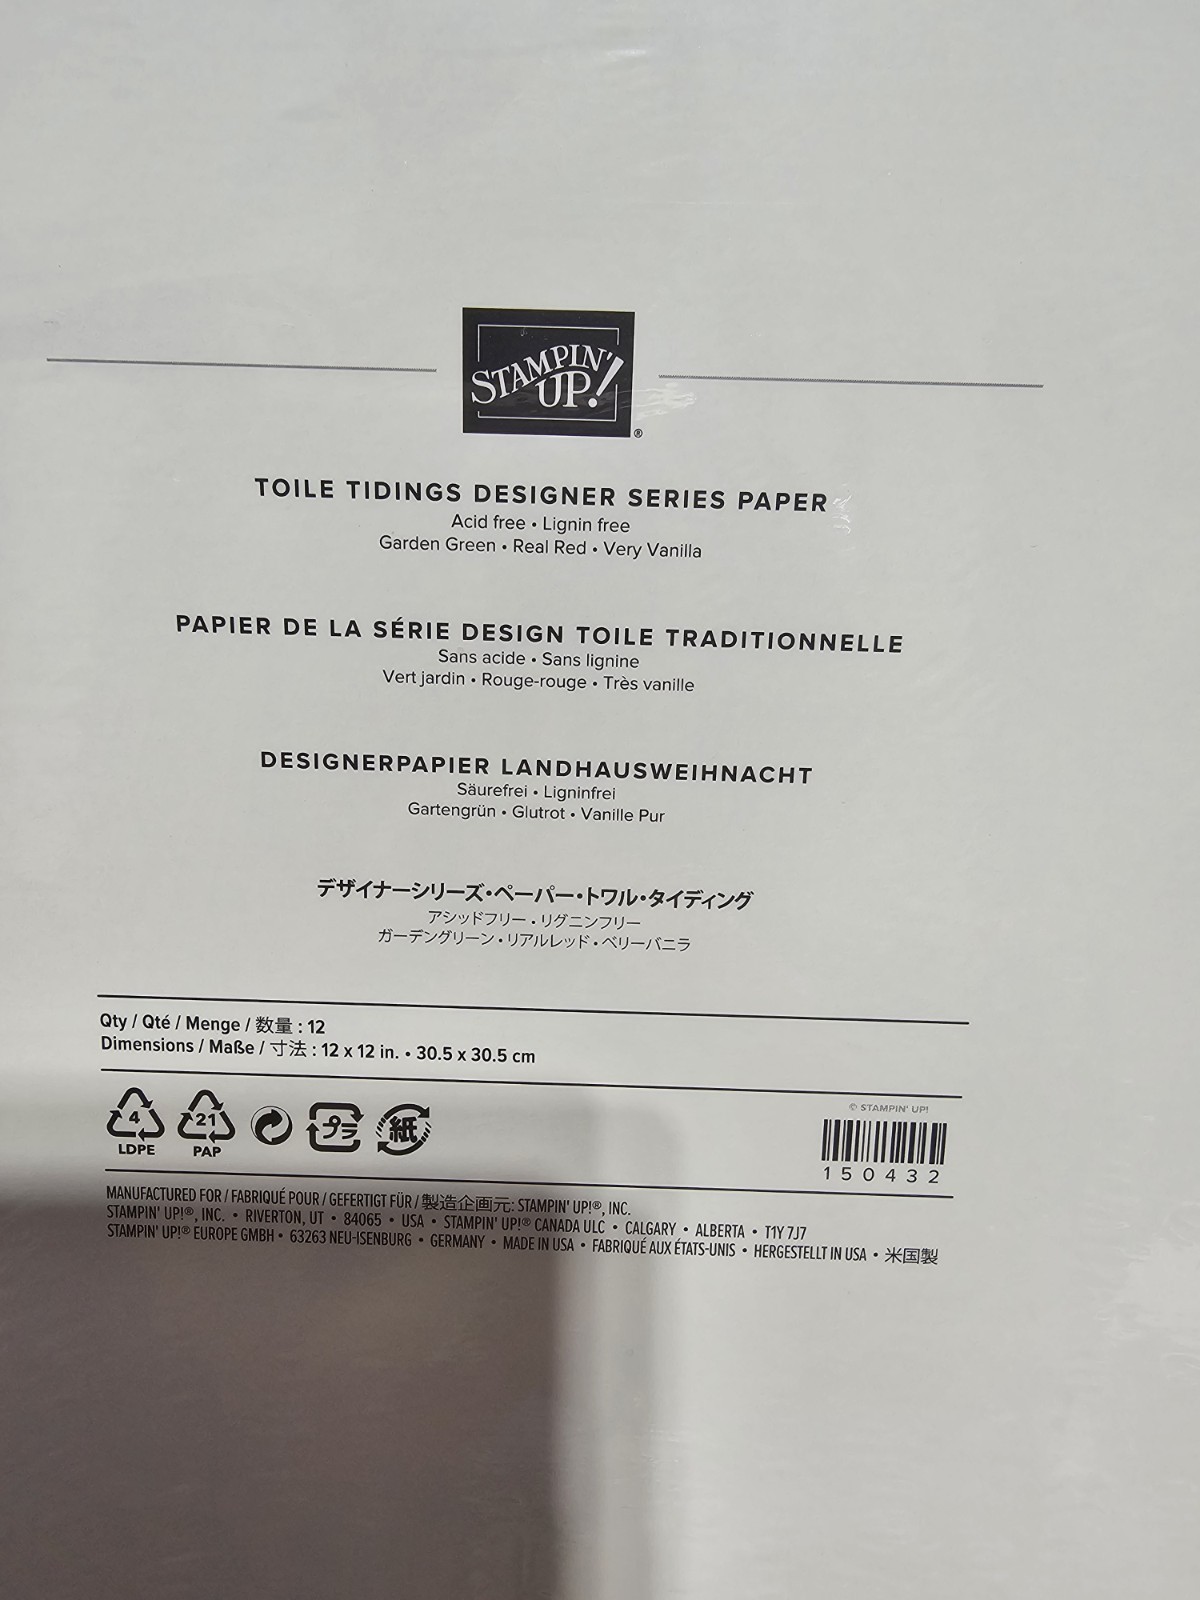 STAMPIN' UP!®
TOILE TIDINGS DESIGNER SERIES PAPER
Acid free • Lignin free
Garden Green • Real Red • Very Vanilla
PAPIER DE LA SÉRIE DESIGN TOILE TRADITIONNELLE
Sans acide • Sans lignine
Vert jardin • Rouge-rouge • Très vanille
DESIGNERPAPIER LANDHAUSWEIHNACHT
Säurefrei • Ligninfrei
Gartengrün • Glutrot • Vanille Pur
デザイナーシリーズ・ペーパー・トワル・タイディング
アシッドフリー・リグニンフリー
ガーデングリーン・リアルレッド・ベリーバニラ
Qty / Qté / Menge / 数量 : 12
Dimensions / Maße / 寸法 : 12 x 12 in. • 30.5 x 30.5 cm
4
LDPE
21
PAP
プラ
紙
© STAMPIN' UP!
150432
MANUFACTURED FOR / FABRIQUÉ POUR / GEFERTIGT FÜR / 製造企画元: STAMPIN' UP!®, INC.
STAMPIN' UP!®, INC. • RIVERTON, UT • 84065 • USA • STAMPIN' UP!® CANADA ULC • CALGARY • ALBERTA • T1Y 7J7
STAMPIN' UP!® EUROPE GMBH • 63263 NEU-ISENBURG • GERMANY • MADE IN USA • FABRIQUÉ AUX ÉTATS-UNIS • HERGESTELLT IN USA • 米国製